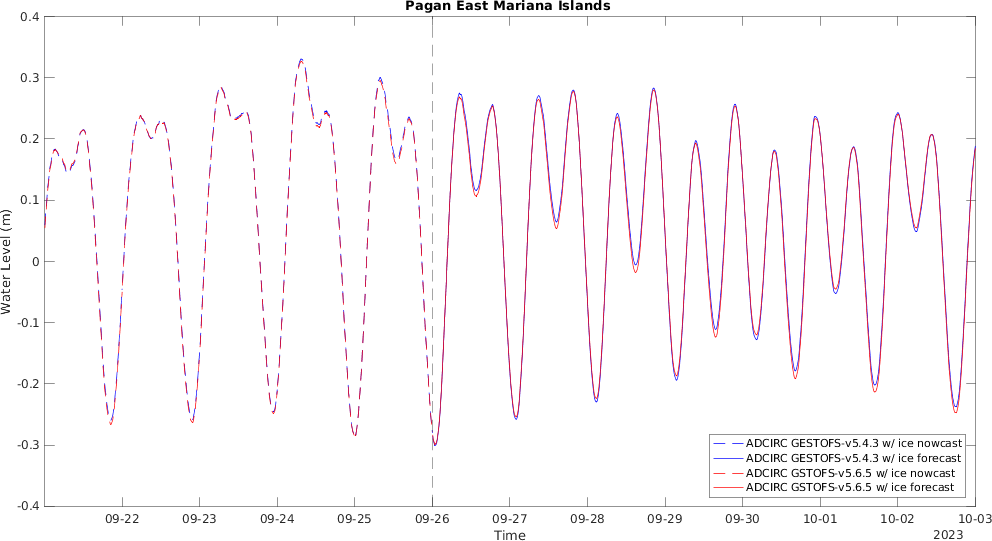 Pagan East Mariana Islands
0.4
0.3
0.2
0.1
0
-0.1
-0.2
-0.3
-0.4
Water Level (m)
09-22 09-23 09-24 09-25 09-26 09-27 09-28 09-29 09-30 10-01 10-02 10-03
Time
2023
ADCIRC GESTOFS-v5.4.3 w/ ice nowcast
ADCIRC GESTOFS-v5.4.3 w/ ice forecast
ADCIRC GSTOFS-v5.6.5 w/ ice nowcast
ADCIRC GSTOFS-v5.6.5 w/ ice forecast